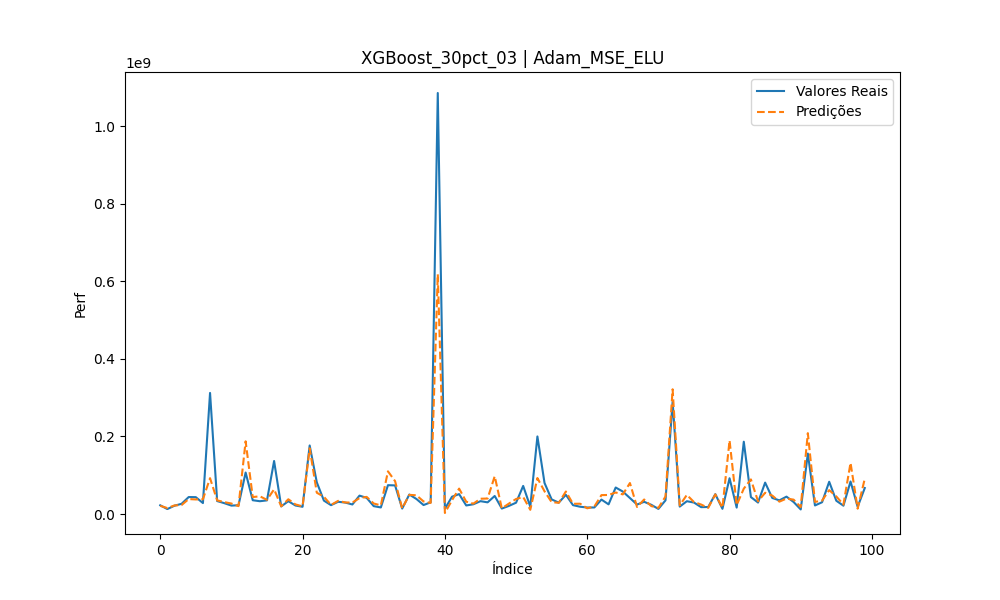 XGBoost_30pct_03 | Adam_MSE_ELU
1e9
Valores Reais
Predições
1.0
0.8
0.6
0.4
0.2
0.0
Perf
0 20 40 60 80 100
Índice